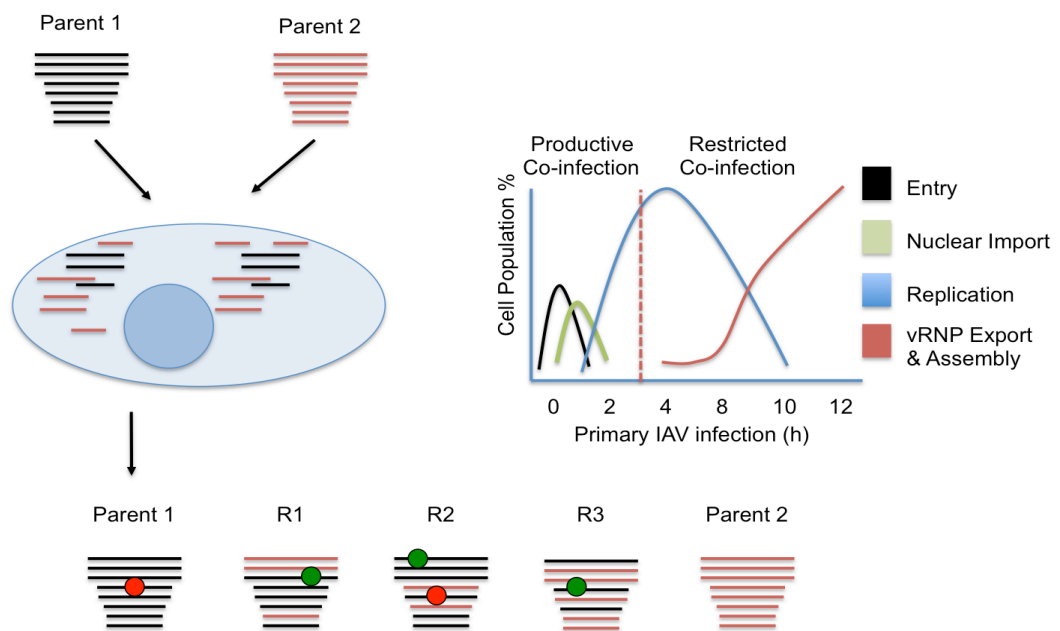 Parent 1
Parent 2
Productive
Co-infection
Restricted
Co-infection
Cell Population %
Entry
Nuclear Import
Replication
vRNP Export
& Assembly
0 2 4 8 10 12
Primary IAV infection (h)
Parent 1
R1
R2
R3
Parent 2